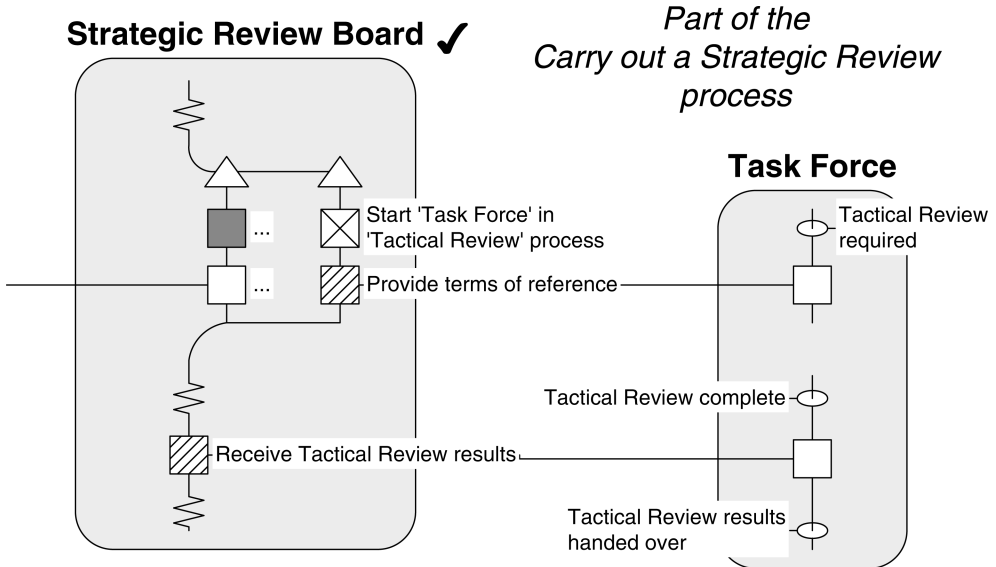 Strategic Review Board ✓
Part of the
Carry out a Strategic Review
process
Task Force
...
Start 'Task Force' in
'Tactical Review' process
Tactical Review
required
...
Provide terms of reference
Tactical Review complete
Receive Tactical Review results
Tactical Review results
handed over